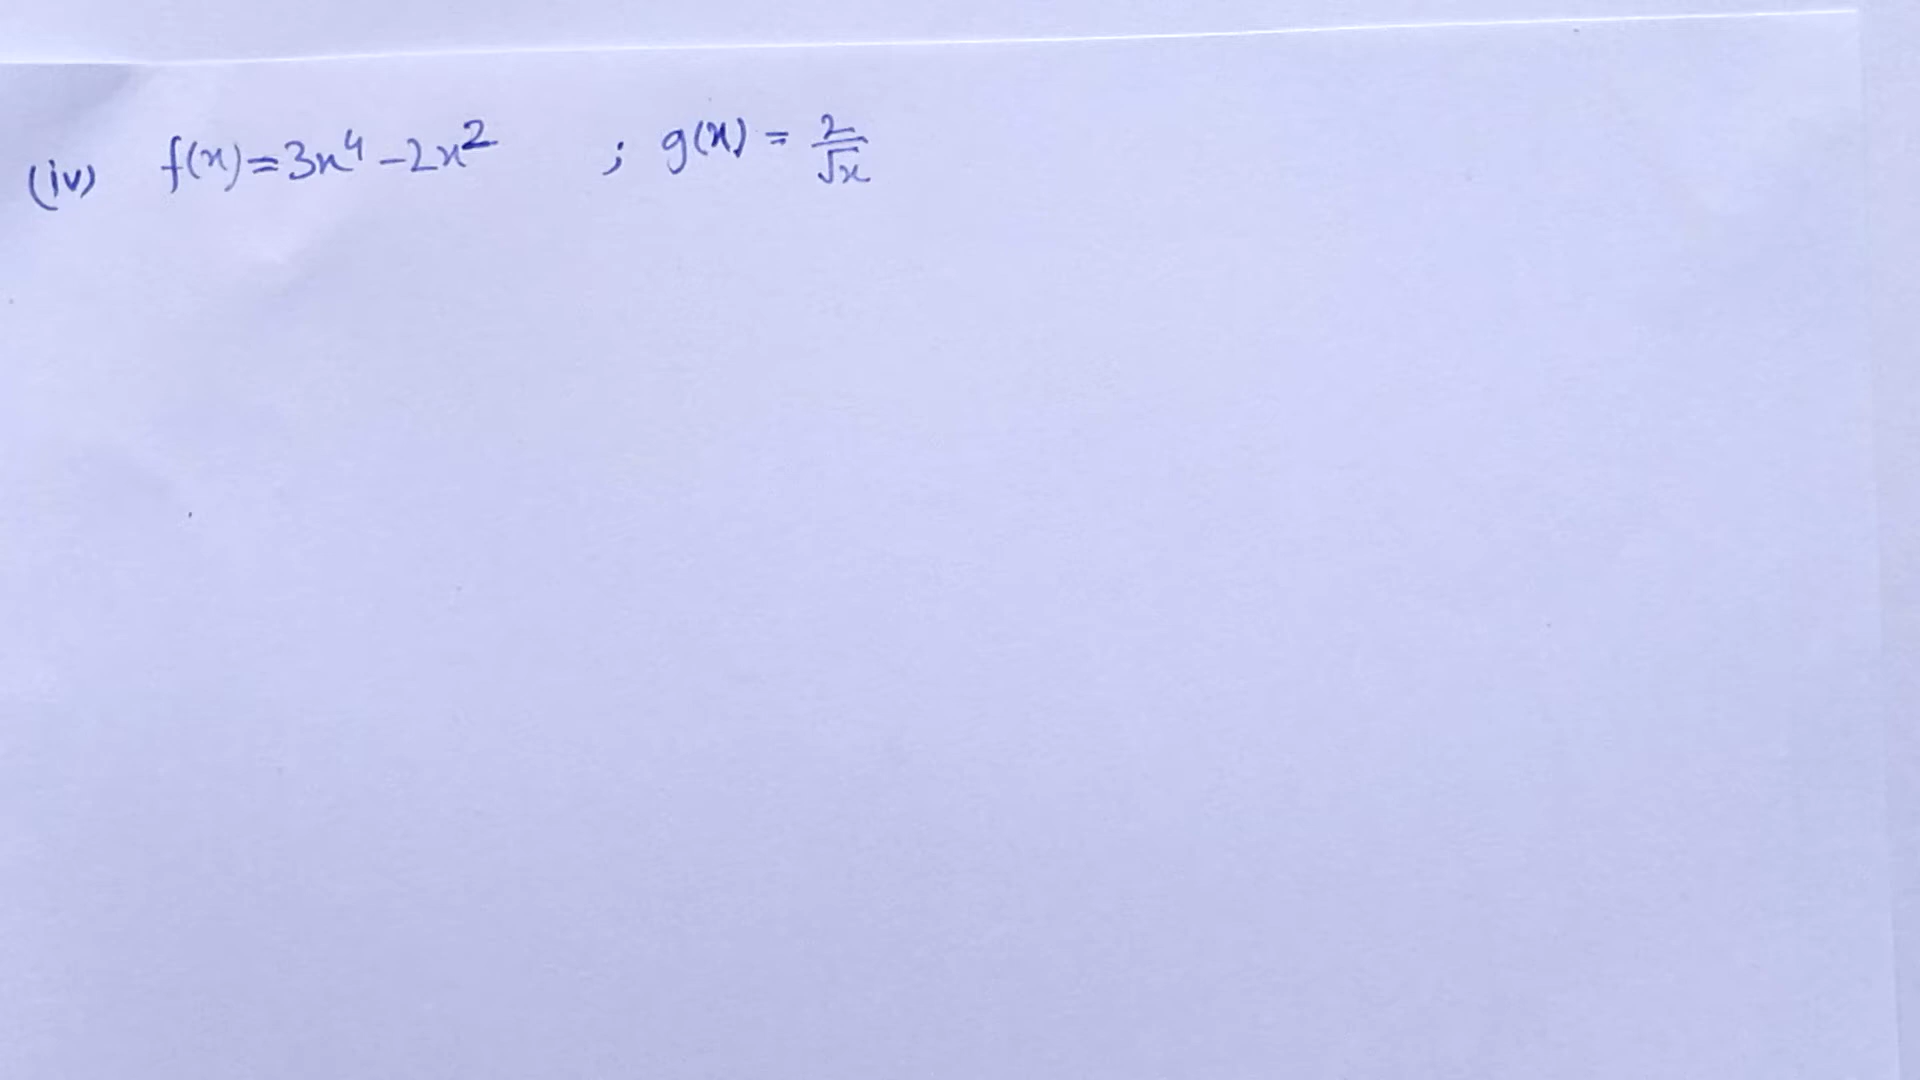 (iv) f(x)=3x⁴-2x² ; g(x) = 2/√x